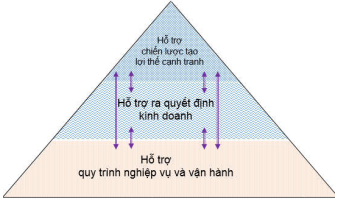 Hỗ trợ
chiến lược tạo
lợi thế cạnh tranh
Hỗ trợ ra quyết định
kinh doanh
Hỗ trợ
quy trình nghiệp vụ và vận hành